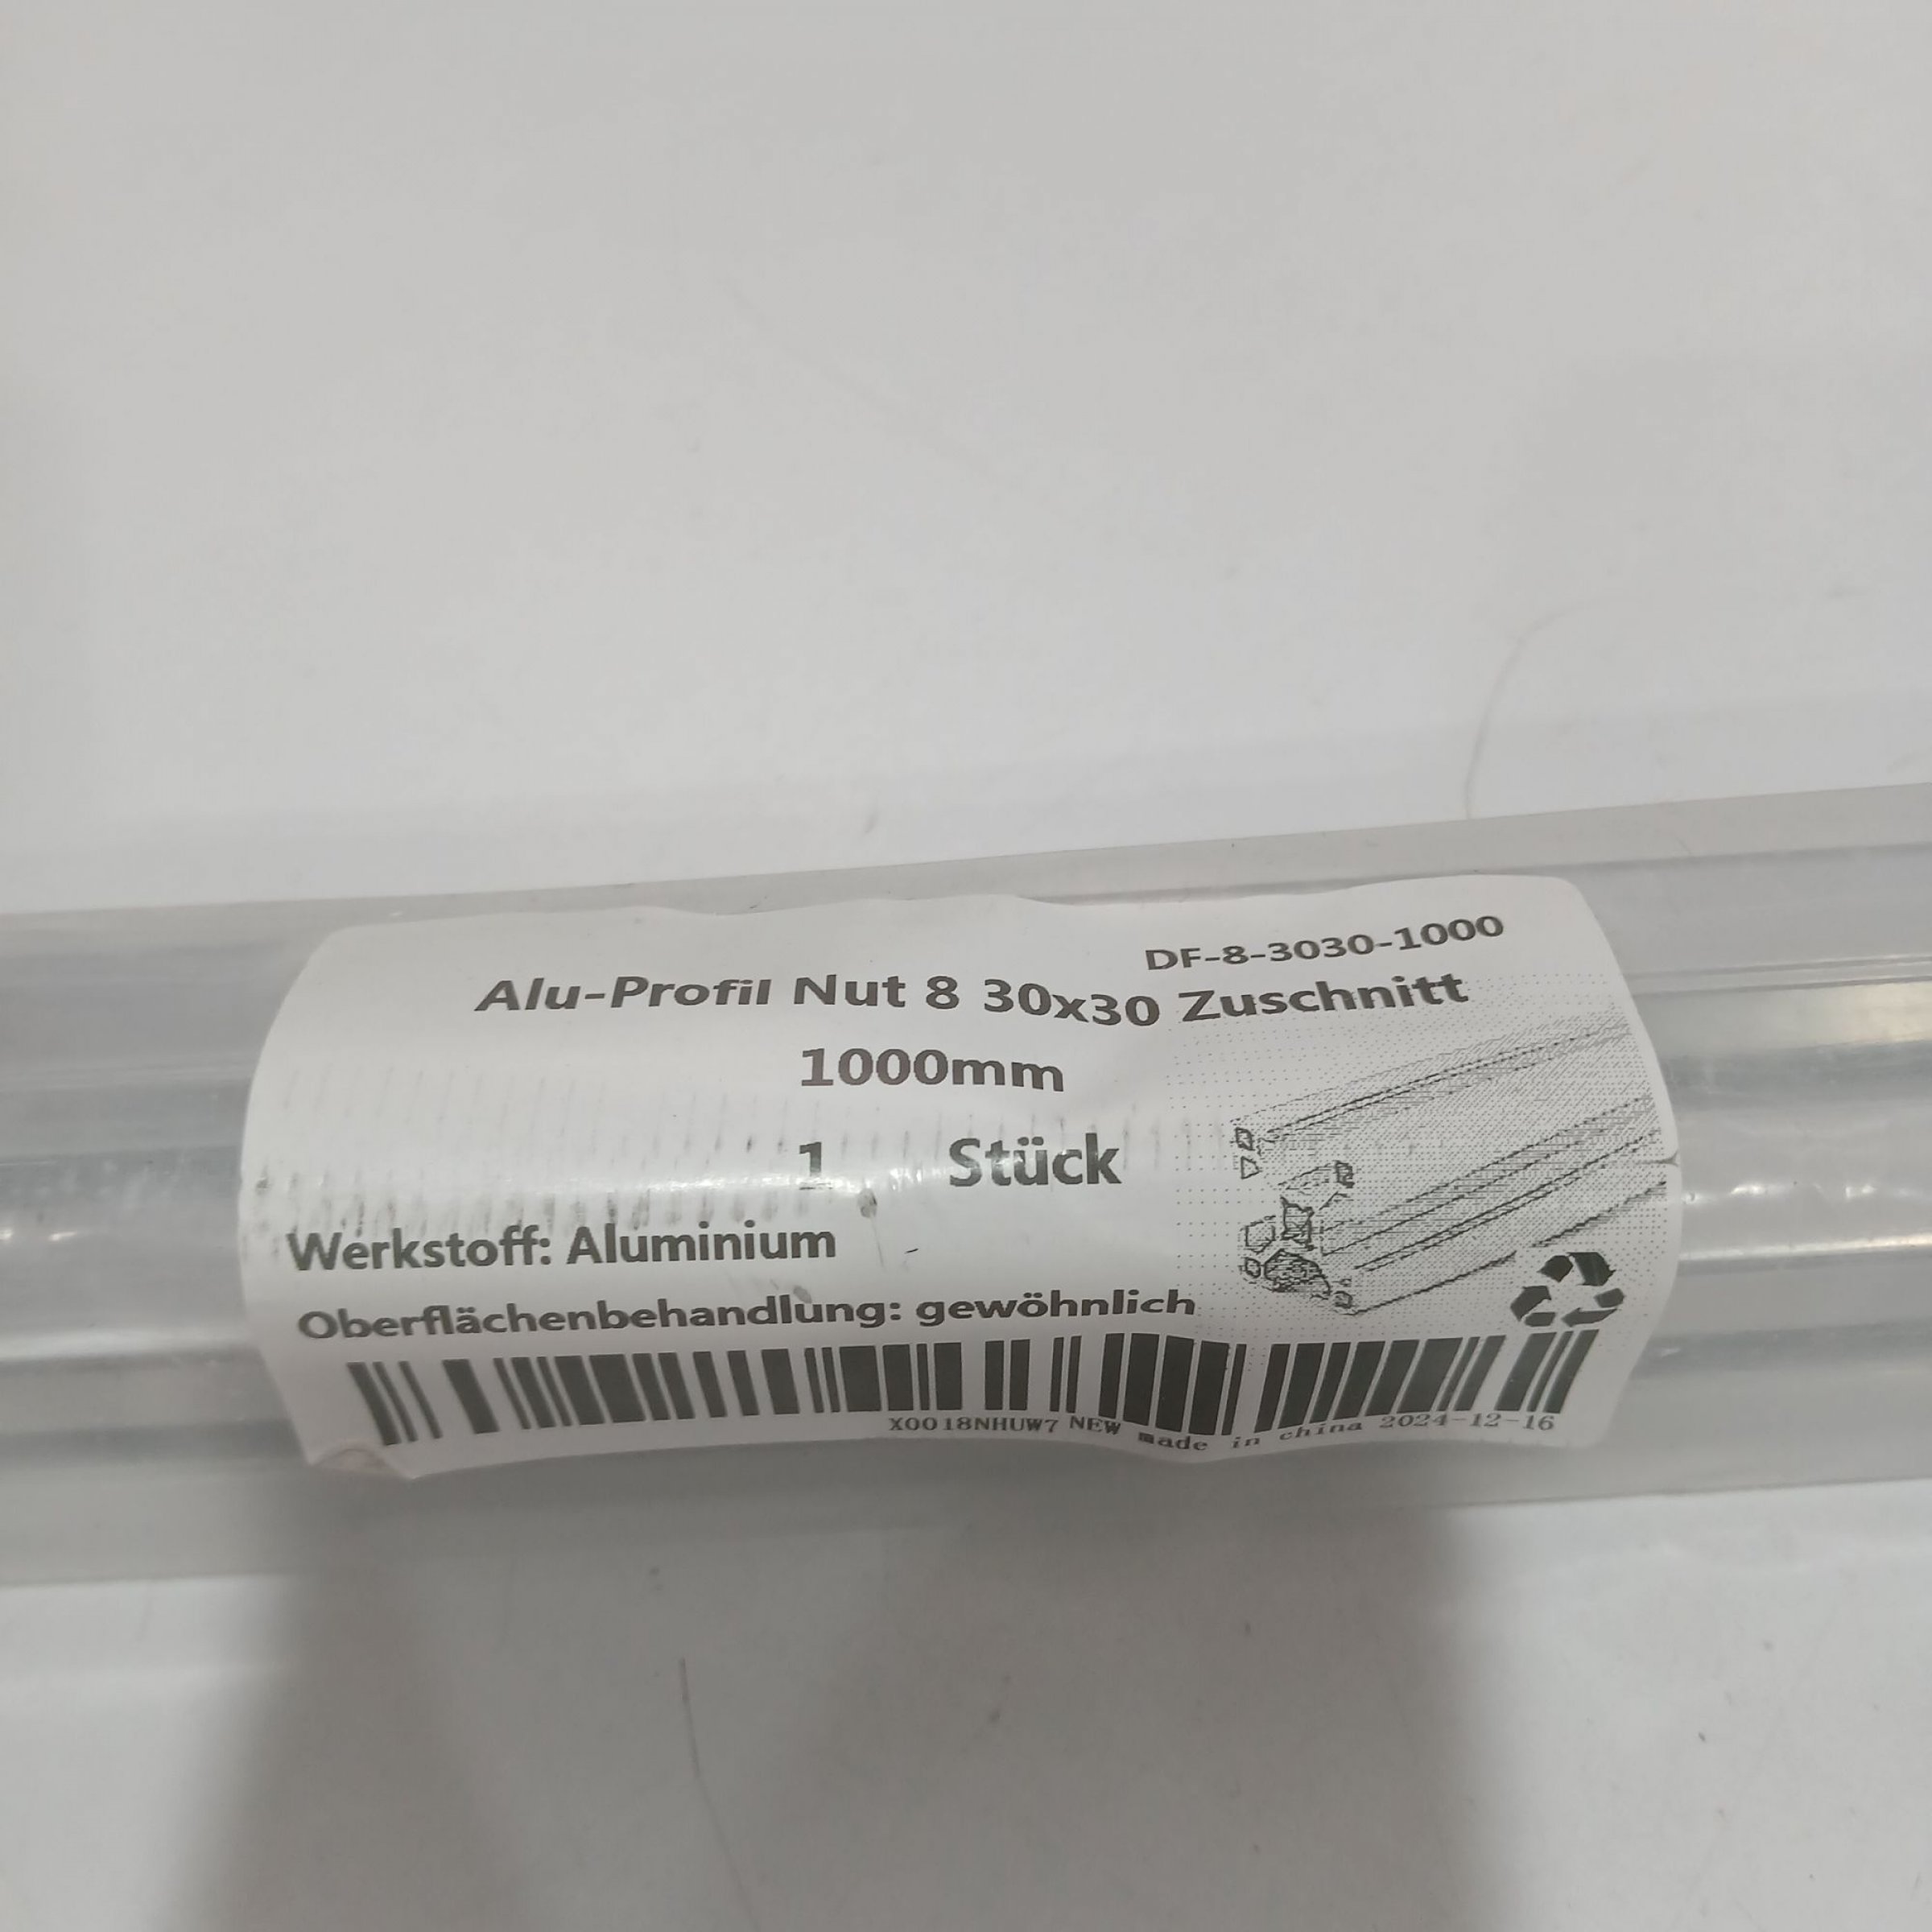 DF-8-3030-1000
Alu-Profil Nut 8 30x30 Zuschnitt
1000mm
1 Stück
Werkstoff: Aluminium
Oberflächenbehandlung: gewöhnlich
X0018NHUW7 NEW made in china 2024-12-16